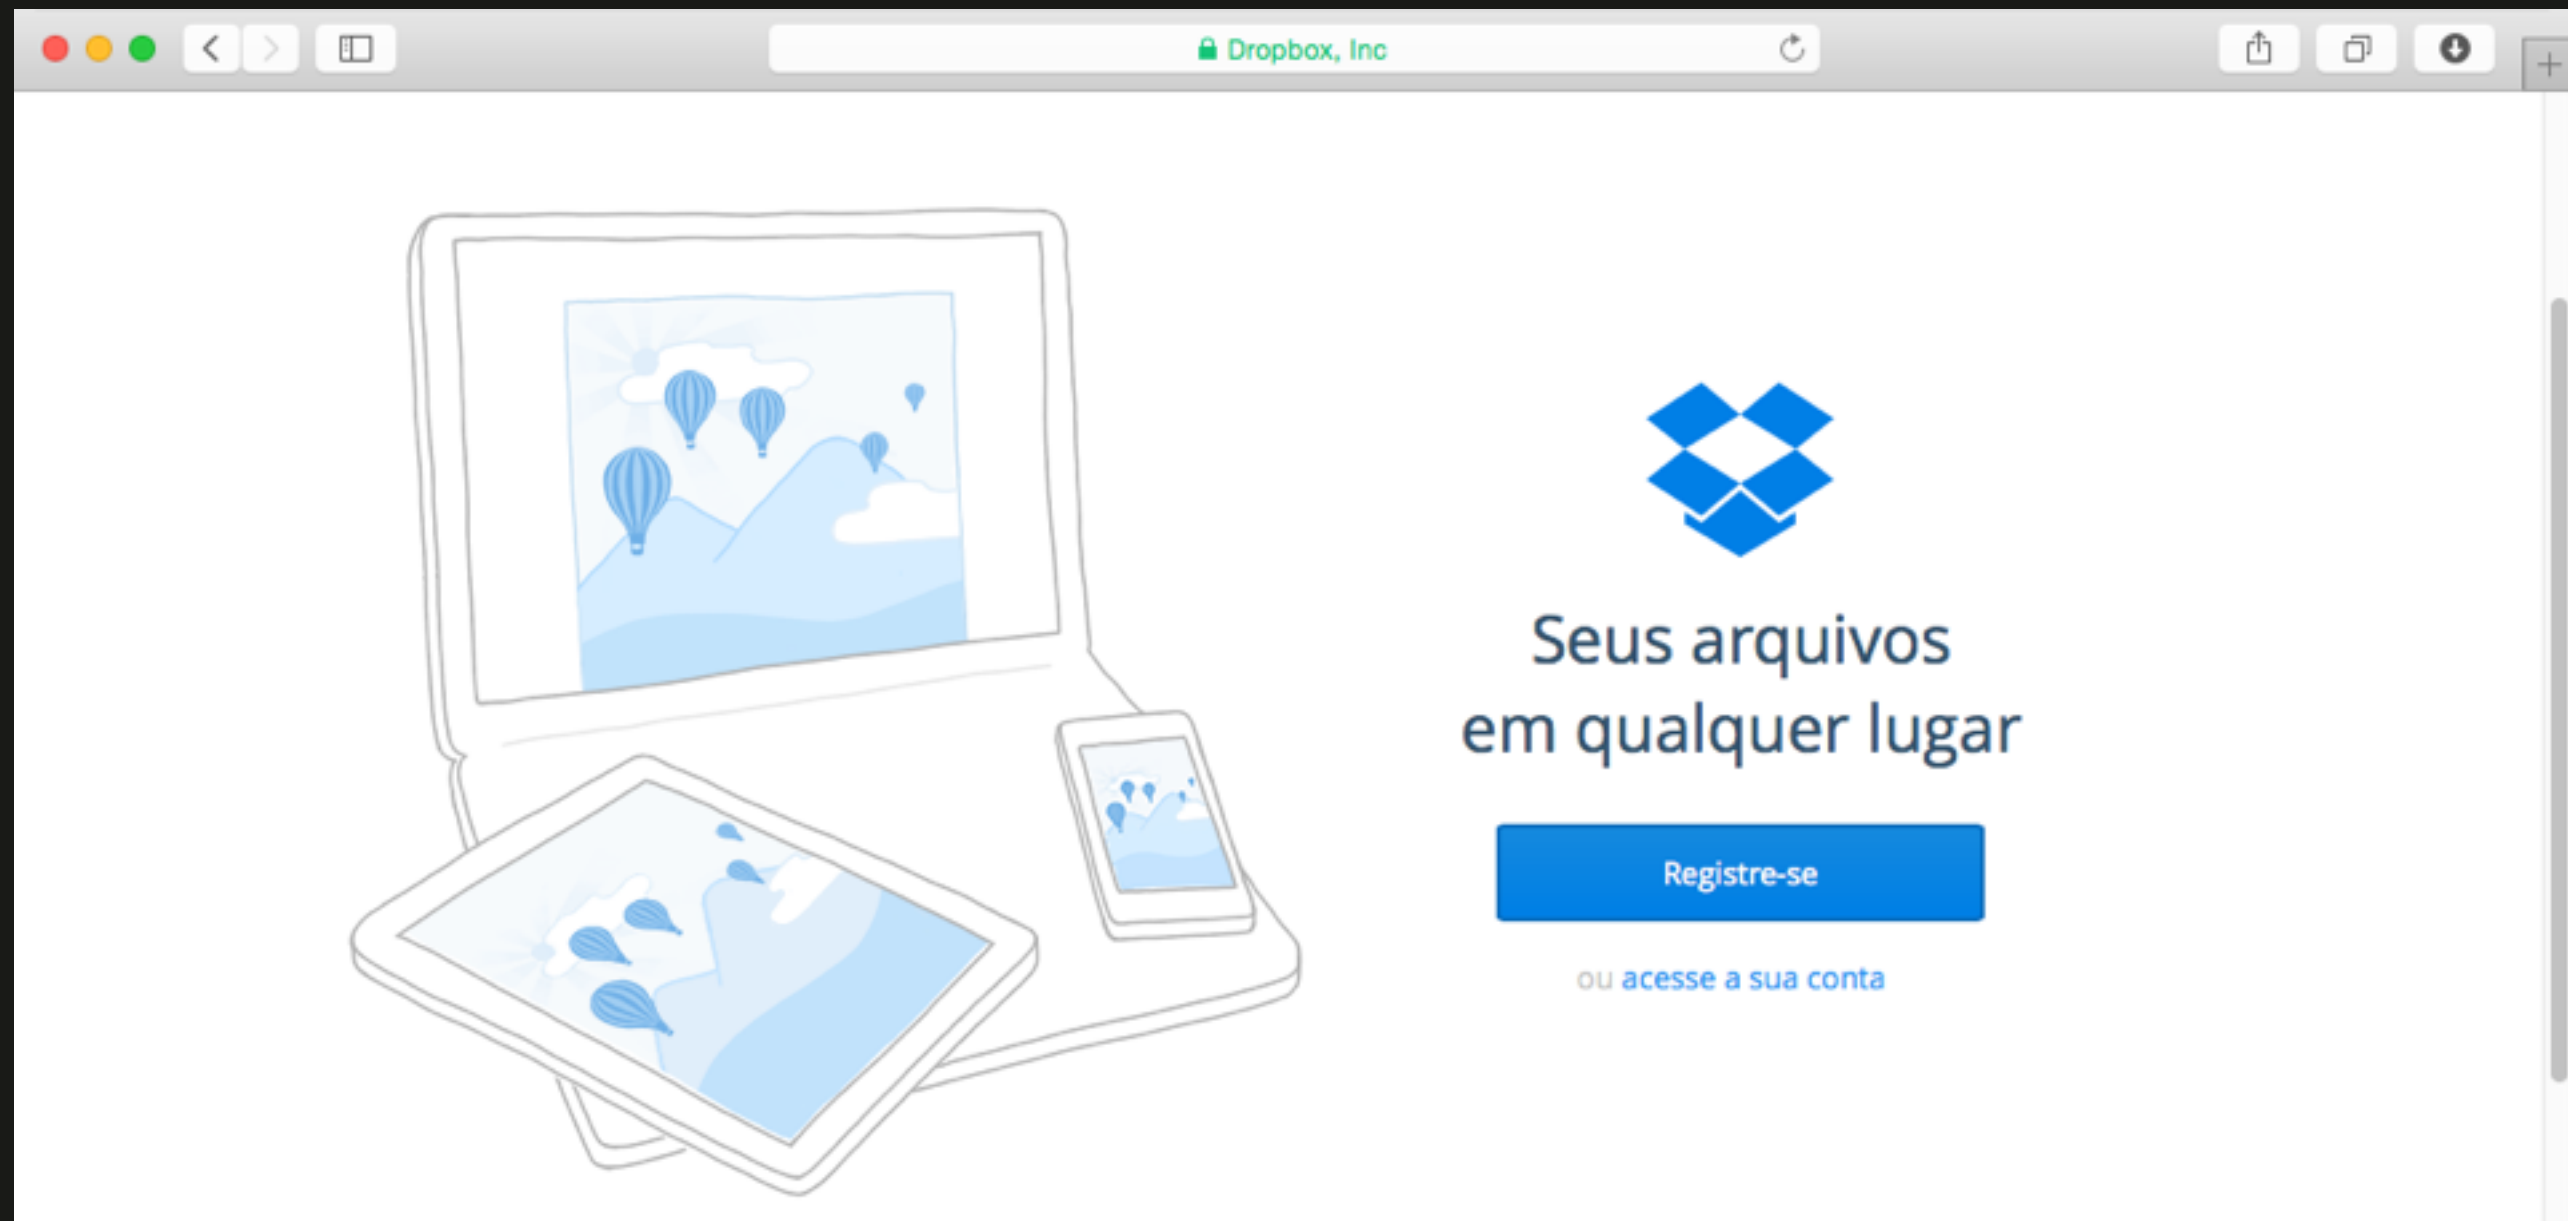 Dropbox, Inc
Seus arquivos
em qualquer lugar
Registre-se
ou acesse a sua conta